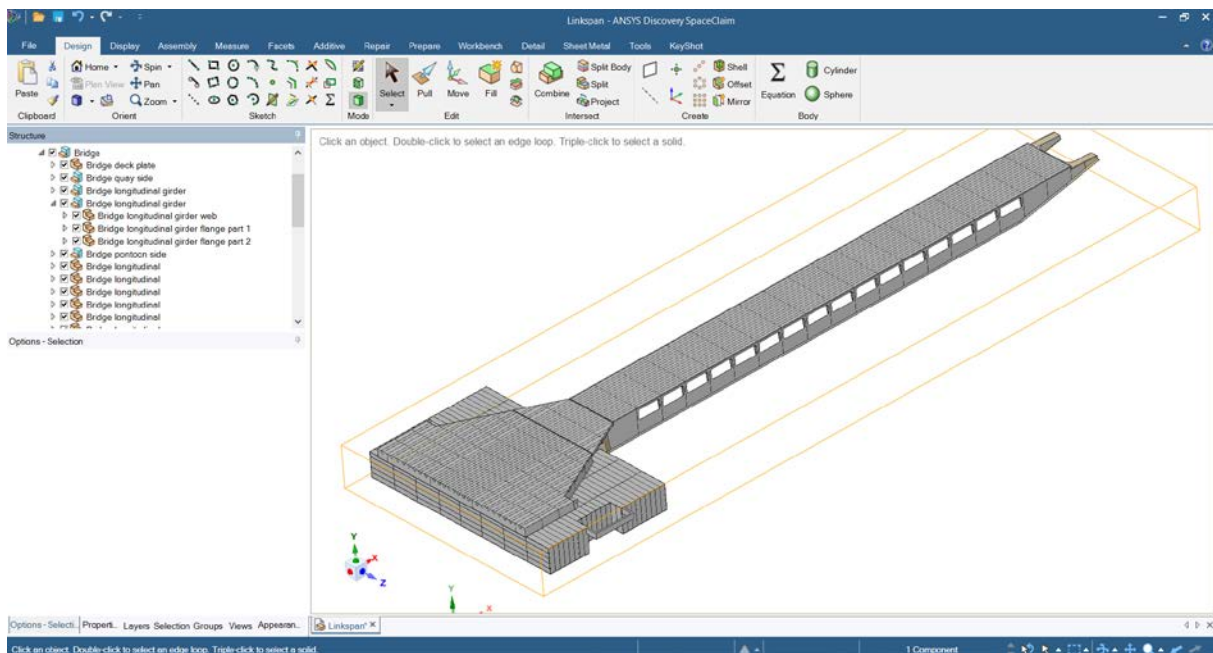 Linkspan - ANSYS Discovery SpaceClaim
File Design Display Assembly Measure Facets Additive Repair Prepare Workbench Detail Sheet Metal Tools KeyShot
Home Spin Split Body Shell Cylinder
Plan View Pan Split Offset
Paste Select Pull Move Fill Combine Equation Sphere
Zoom Project Mirror
Clipboard Orient Sketch Mode Edit Intersect Create Body
Structure
Click an object. Double-click to select an edge loop. Triple-click to select a solid.
Bridge
Bridge deck plate
Bridge quay side
Bridge longitudinal girder
Bridge longitudinal girder
Bridge longitudinal girder web
Bridge longitudinal girder flange part 1
Bridge longitudinal girder flange part 2
Bridge pontoon side
Bridge longitudinal
Bridge longitudinal
Bridge longitudinal
Bridge longitudinal
Bridge longitudinal
Options - Selection
Y
X
Z
Y
X
Options - Selecti... Properti... Layers Selection Groups Views Appearan... Linkspan*
Click an object. Double-click to select an edge loop. Triple-click to select a solid. 1 Component